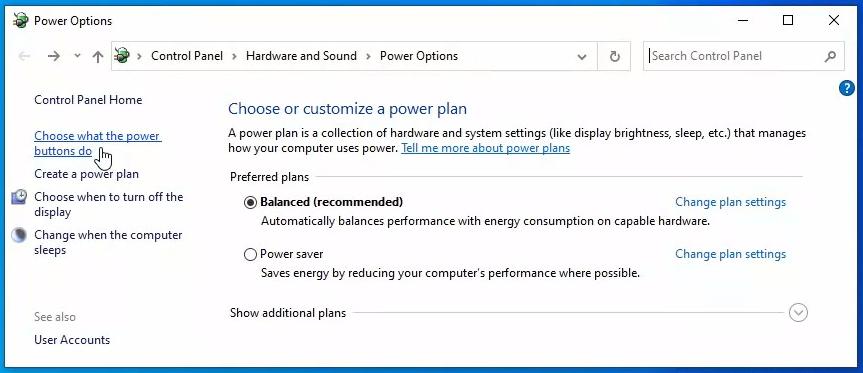 Power Options
Control Panel > Hardware and Sound > Power Options
Search Control Panel
?
Control Panel Home
Choose what the power
buttons do
Create a power plan
Choose when to turn off the
display
Change when the computer
sleeps
See also
User Accounts
Choose or customize a power plan
A power plan is a collection of hardware and system settings (like display brightness, sleep, etc.) that manages
how your computer uses power. Tell me more about power plans
Preferred plans
Balanced (recommended) Change plan settings
Automatically balances performance with energy consumption on capable hardware.
Power saver Change plan settings
Saves energy by reducing your computer's performance where possible.
Show additional plans